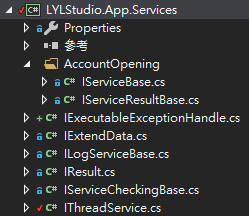 LYLStudio.App.Services
Properties
參考
AccountOpening
IServiceBase.cs
IServiceResultBase.cs
IExecutableExceptionHandle.cs
IExtendData.cs
ILogServiceBase.cs
IResult.cs
IServiceCheckingBase.cs
IThreadService.cs